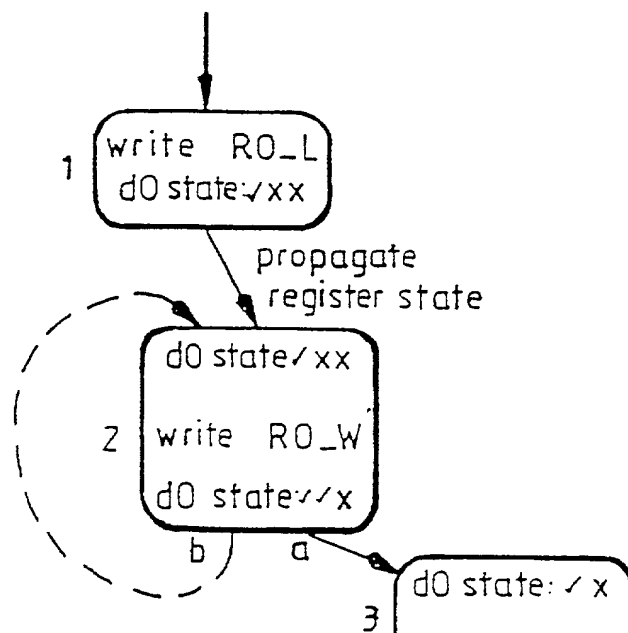 1
write R0_L
d0 state:✓xx
propagate
register state
d0 state✓xx
2
write R0_W
d0 state✓✓x
b
a
d0 state: ✓ x
3